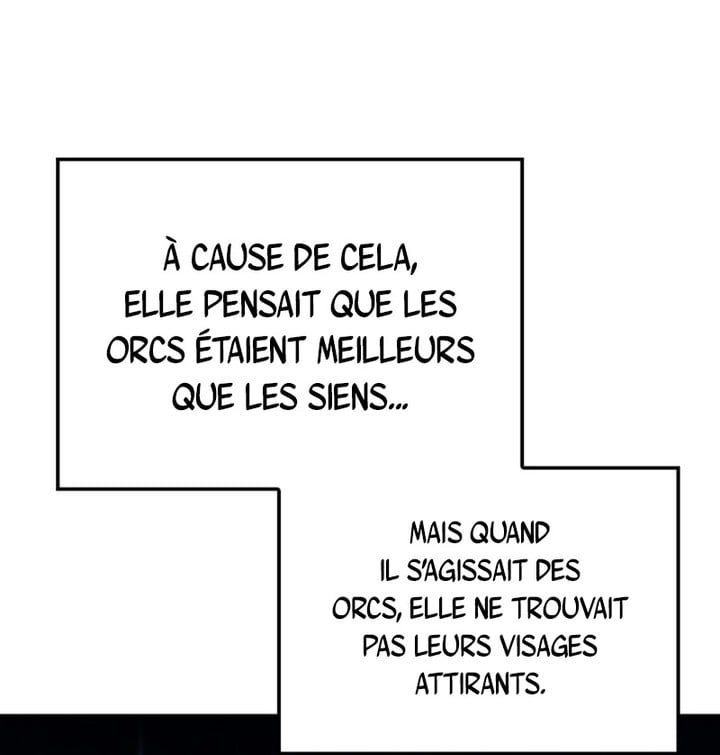 À CAUSE DE CELA,
ELLE PENSAIT QUE LES
ORCS ÉTAIENT MEILLEURS
QUE LES SIENS...
MAIS QUAND
IL S'AGISSAIT DES
ORCS, ELLE NE TROUVAIT
PAS LEURS VISAGES
ATTIRANTS.